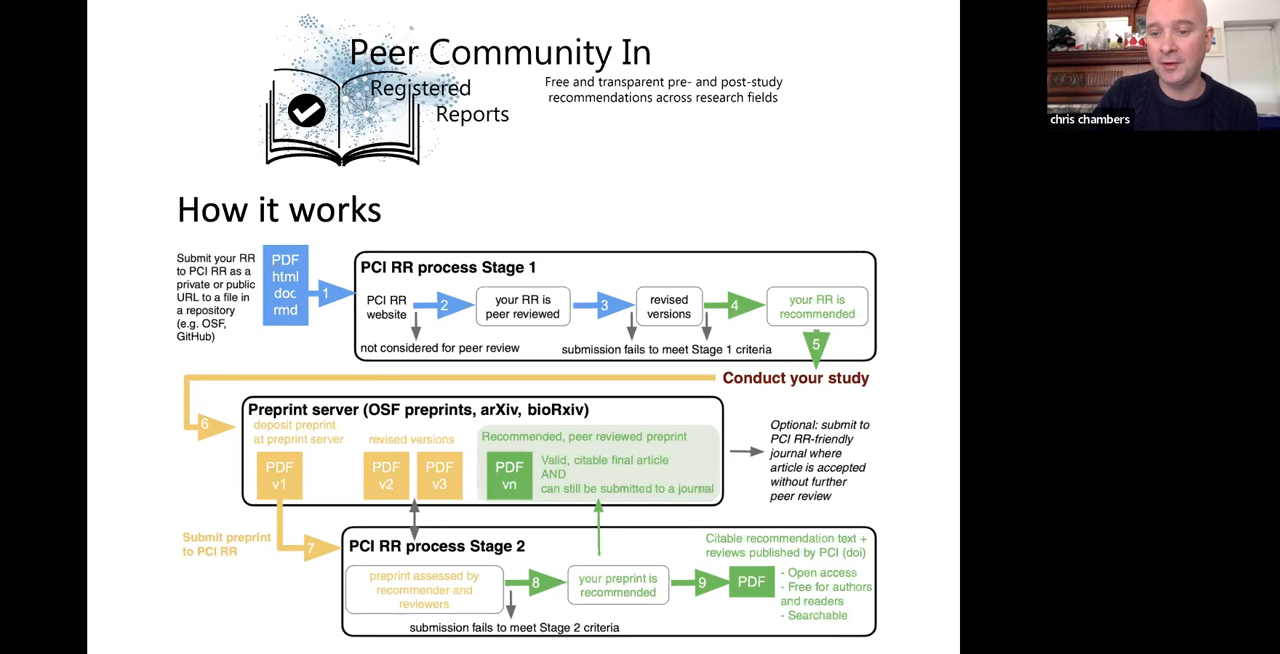 Peer Community In
Registered
Reports
Free and transparent pre- and post-study
recommendations across research fields
chris chambers
How it works
Submit your RR
to PCI RR as a
private or public
URL to a file in
a repository
(e.g. OSF,
GitHub)
PDF
html
doc
rmd
1
PCI RR process Stage 1
PCI RR
website
2
your RR is
peer reviewed
3
revised
versions
4
your RR is
recommended
not considered for peer review
submission fails to meet Stage 1 criteria
5
Conduct your study
6
Preprint server (OSF preprints, arXiv, bioRxiv)
deposit preprint
at preprint server
revised versions
Recommended, peer reviewed preprint
PDF
v1
PDF
v2
PDF
v3
PDF
vn
Valid, citable final article
AND
can still be submitted to a journal
Optional: submit to
PCI RR-friendly
journal where
article is accepted
without further
peer review
Submit preprint
to PCI RR
7
PCI RR process Stage 2
Citable recommendation text +
reviews published by PCI (doi)
preprint assessed by
recommender and
reviewers
8
your preprint is
recommended
9
PDF
- Open access
- Free for authors
and readers
- Searchable
submission fails to meet Stage 2 criteria